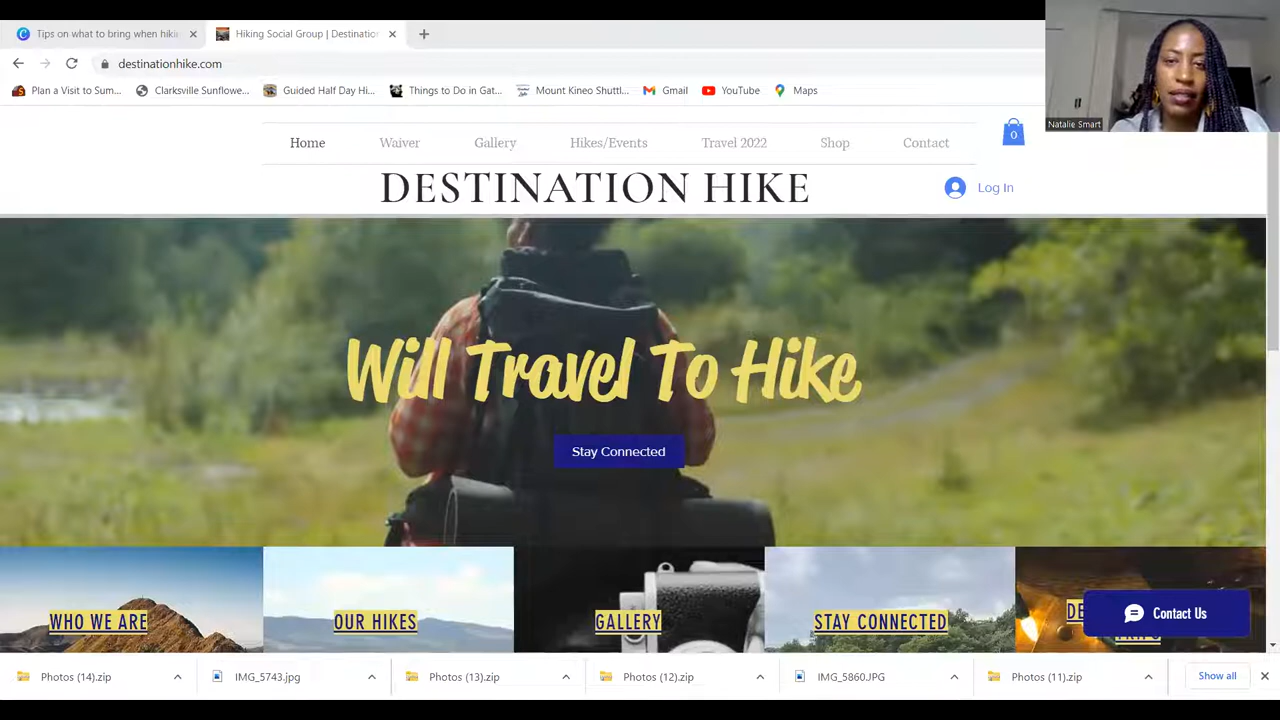 Tips on what to bring when hikin
Hiking Social Group | Destination
destinationhike.com
Plan a Visit to Sum...
Clarksville Sunflowe...
Guided Half Day Hi...
Things to Do in Gat...
Mount Kineo Shuttl...
Gmail
YouTube
Maps
Natalie Smart
Home
Waiver
Gallery
Hikes/Events
Travel 2022
Shop
Contact
0
DESTINATION HIKE
Log In
Will Travel To Hike
Stay Connected
WHO WE ARE
OUR HIKES
GALLERY
STAY CONNECTED
DE
Contact Us
Photos (14).zip
IMG_5743.jpg
Photos (13).zip
Photos (12).zip
IMG_5860.JPG
Photos (11).zip
Show all